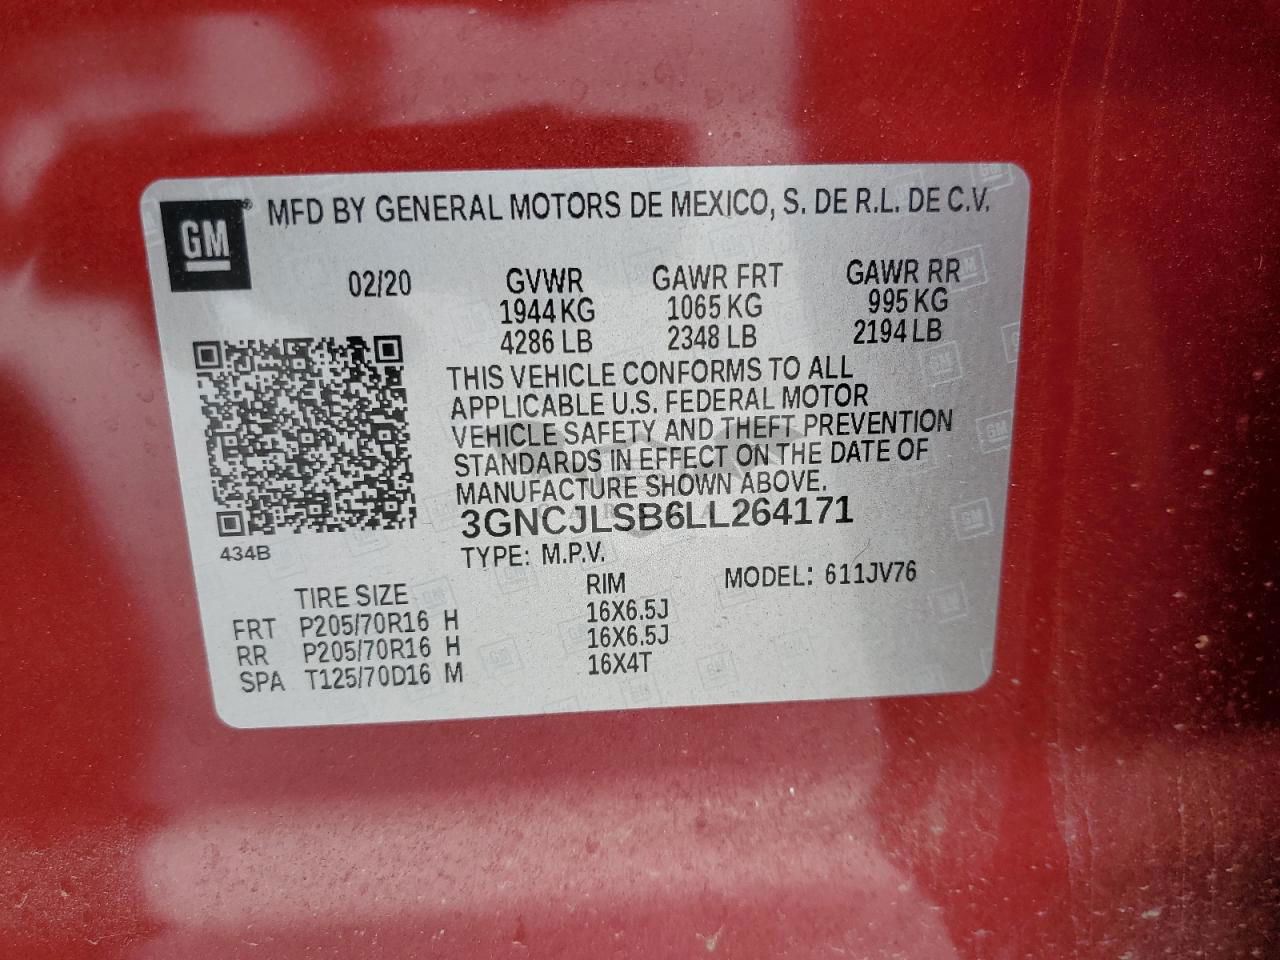 GM® MFD BY GENERAL MOTORS DE MEXICO, S. DE R.L. DE C.V.
02/20 GVWR GAWR FRT GAWR RR
1944 KG 1065 KG 995 KG
4286 LB 2348 LB 2194 LB
THIS VEHICLE CONFORMS TO ALL
APPLICABLE U.S. FEDERAL MOTOR
VEHICLE SAFETY AND THEFT PREVENTION
STANDARDS IN EFFECT ON THE DATE OF
MANUFACTURE SHOWN ABOVE.
3GNCJLSB6LL264171
434B
TYPE: M.P.V.
TIRE SIZE RIM MODEL: 611JV76
FRT P205/70R16 H 16X6.5J
RR P205/70R16 H 16X6.5J
SPA T125/70D16 M 16X4T